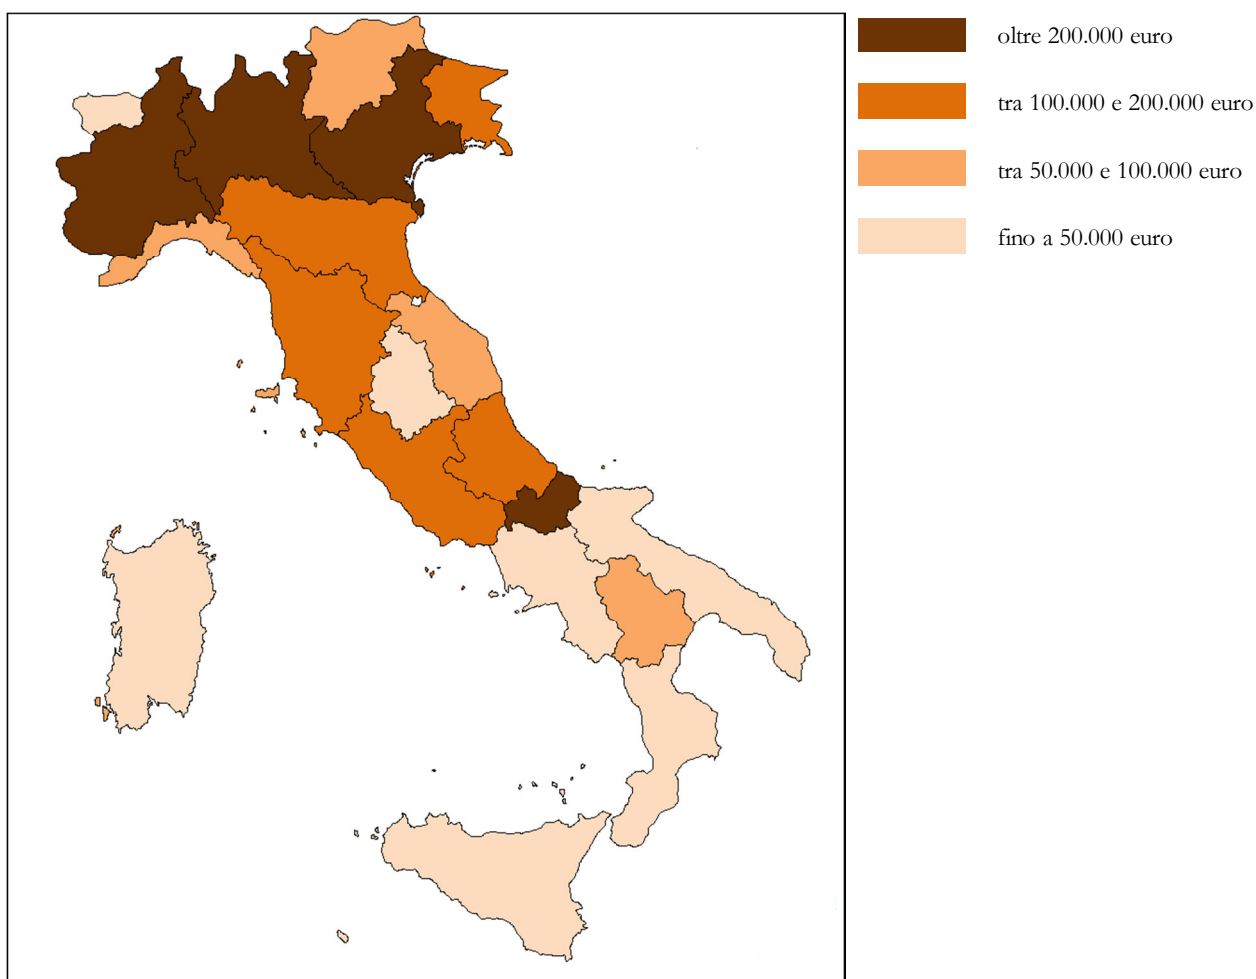 oltre 200.000 euro
tra 100.000 e 200.000 euro
tra 50.000 e 100.000 euro
fino a 50.000 euro